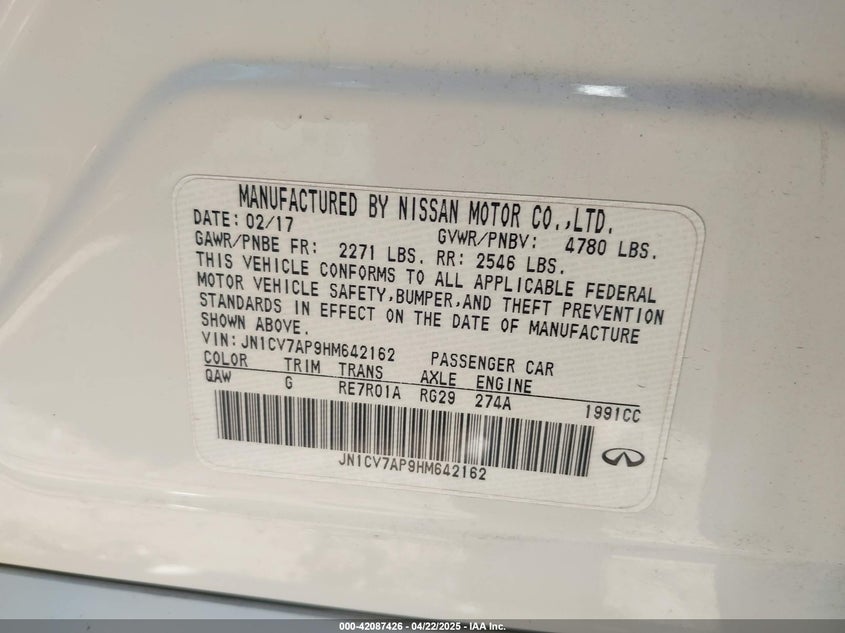 MANUFACTURED BY NISSAN MOTOR CO.,LTD.
DATE: 02/17 GVWR/PNBV: 4780 LBS.
GAWR/PNBE FR: 2271 LBS. RR: 2546 LBS.
THIS VEHICLE CONFORMS TO ALL APPLICABLE FEDERAL
MOTOR VEHICLE SAFETY,BUMPER,AND THEFT PREVENTION
STANDARDS IN EFFECT ON THE DATE OF MANUFACTURE
SHOWN ABOVE.
VIN: JN1CV7AP9HM642162 PASSENGER CAR
COLOR TRIM TRANS AXLE ENGINE
QAW G RE7R01A RG29 274A 1991CC
JN1CV7AP9HM642162
000-42087426 - 04/22/2025 - IAA Inc.